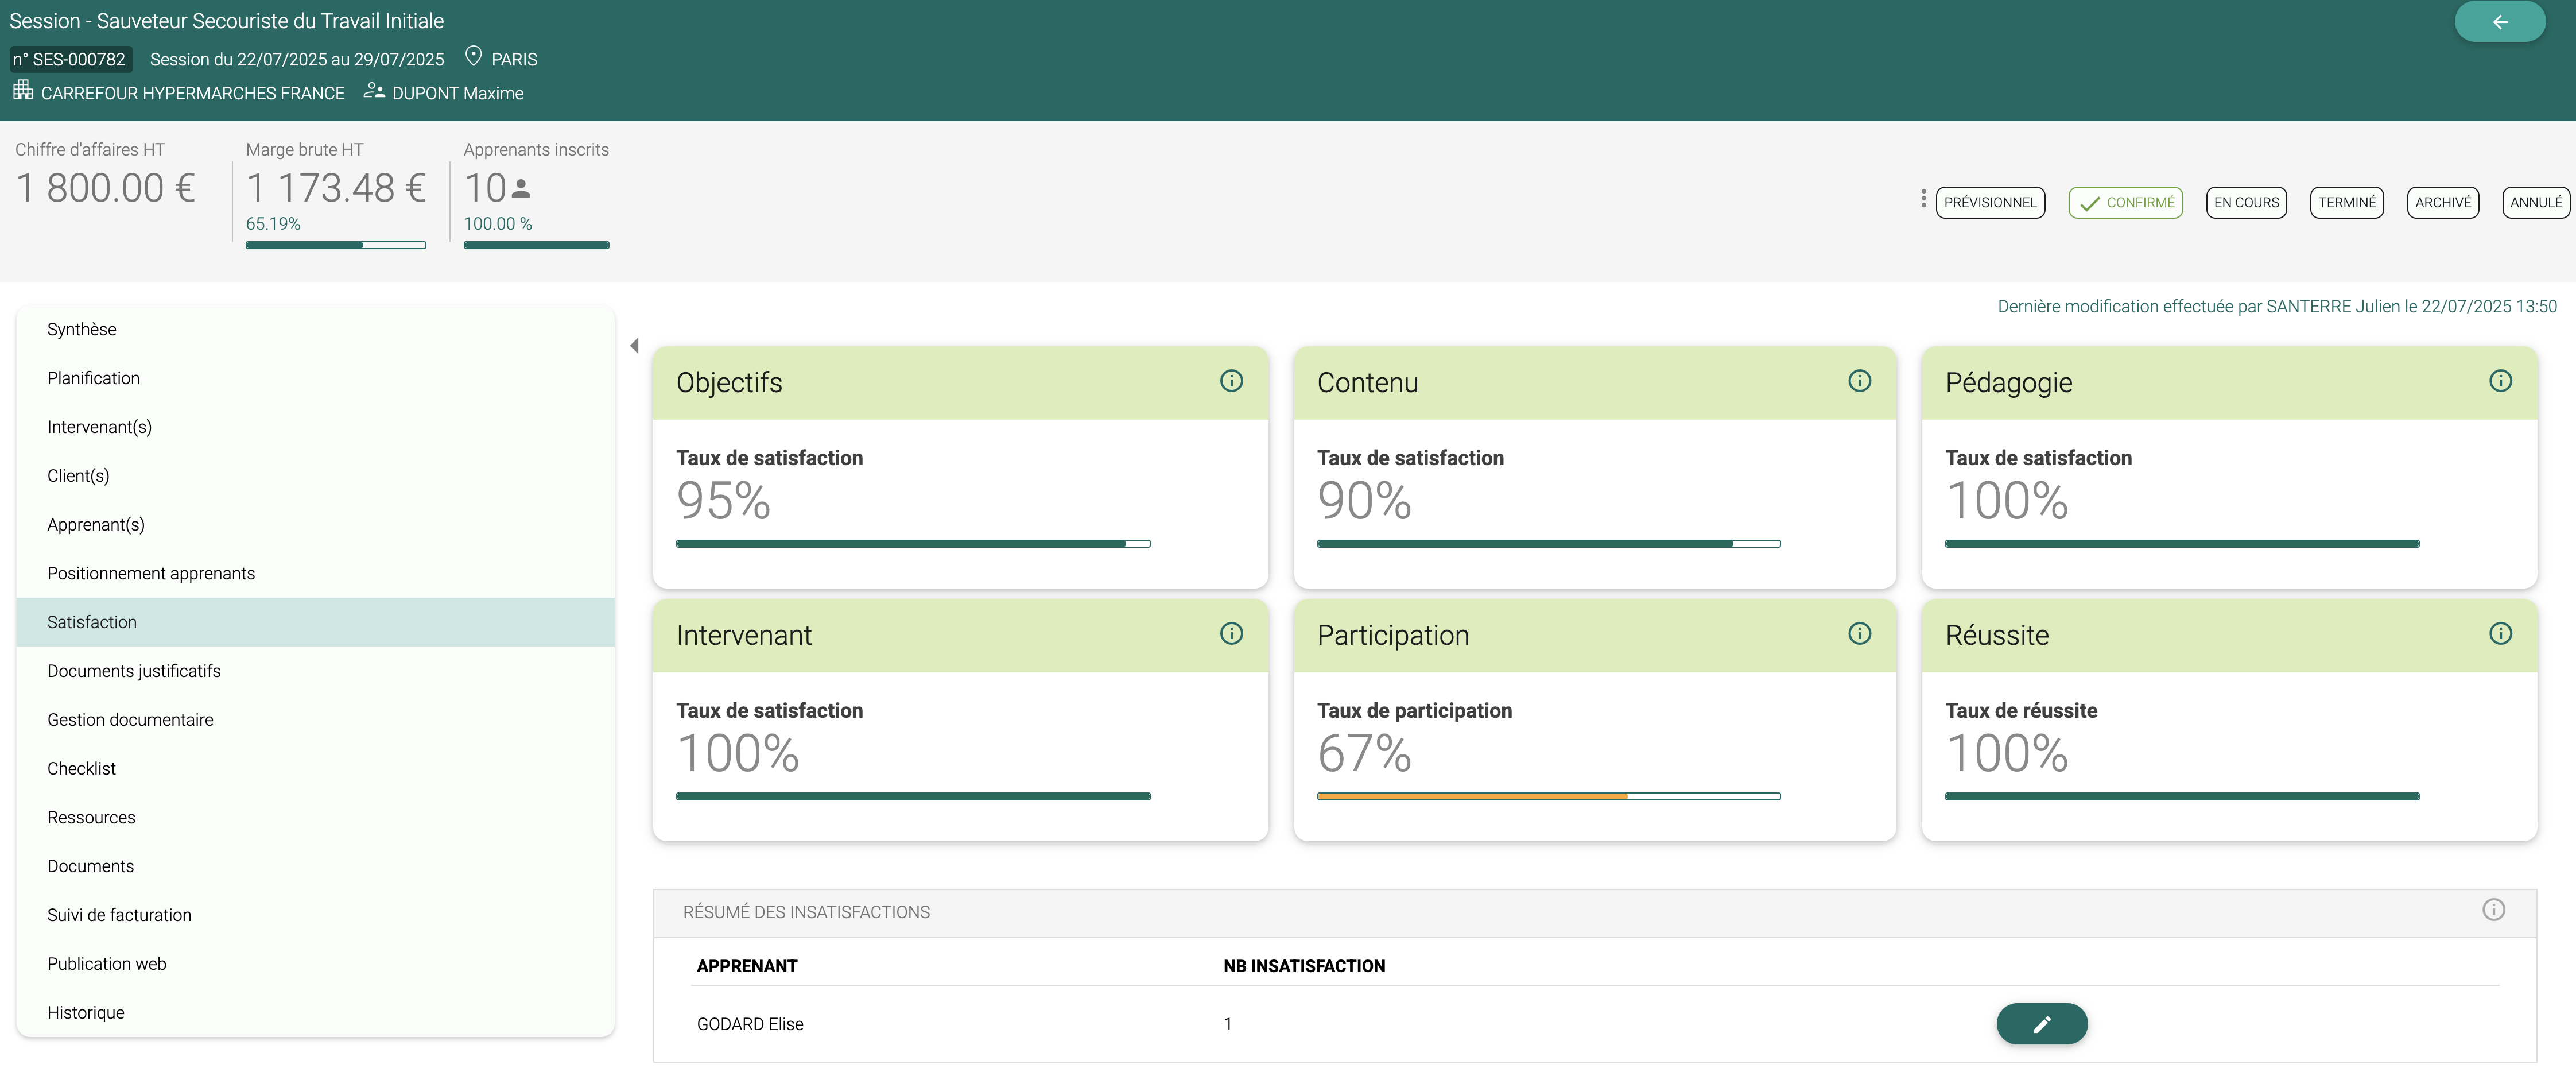 Session - Sauveteur Secouriste du Travail Initiale
n° SES-000782 Session du 22/07/2025 au 29/07/2025 PARIS
CARREFOUR HYPERMARCHES FRANCE DUPONT Maxime
Chiffre d'affaires HT
1 800.00 €
Marge brute HT
1 173.48 €
65.19%
Apprenants inscrits
10
100.00 %
PRÉVISIONNEL
CONFIRMÉ
EN COURS
TERMINÉ
ARCHIVÉ
ANNULÉ
Dernière modification effectuée par SANTERRE Julien le 22/07/2025 13:50
Synthèse
Planification
Intervenant(s)
Client(s)
Apprenant(s)
Positionnement apprenants
Satisfaction
Documents justificatifs
Gestion documentaire
Checklist
Ressources
Documents
Suivi de facturation
Publication web
Historique
Objectifs
Taux de satisfaction
95%
Contenu
Taux de satisfaction
90%
Pédagogie
Taux de satisfaction
100%
Intervenant
Taux de satisfaction
100%
Participation
Taux de participation
67%
Réussite
Taux de réussite
100%
RÉSUMÉ DES INSATISFACTIONS
APPRENANT NB INSATISFACTION
GODARD Elise 1